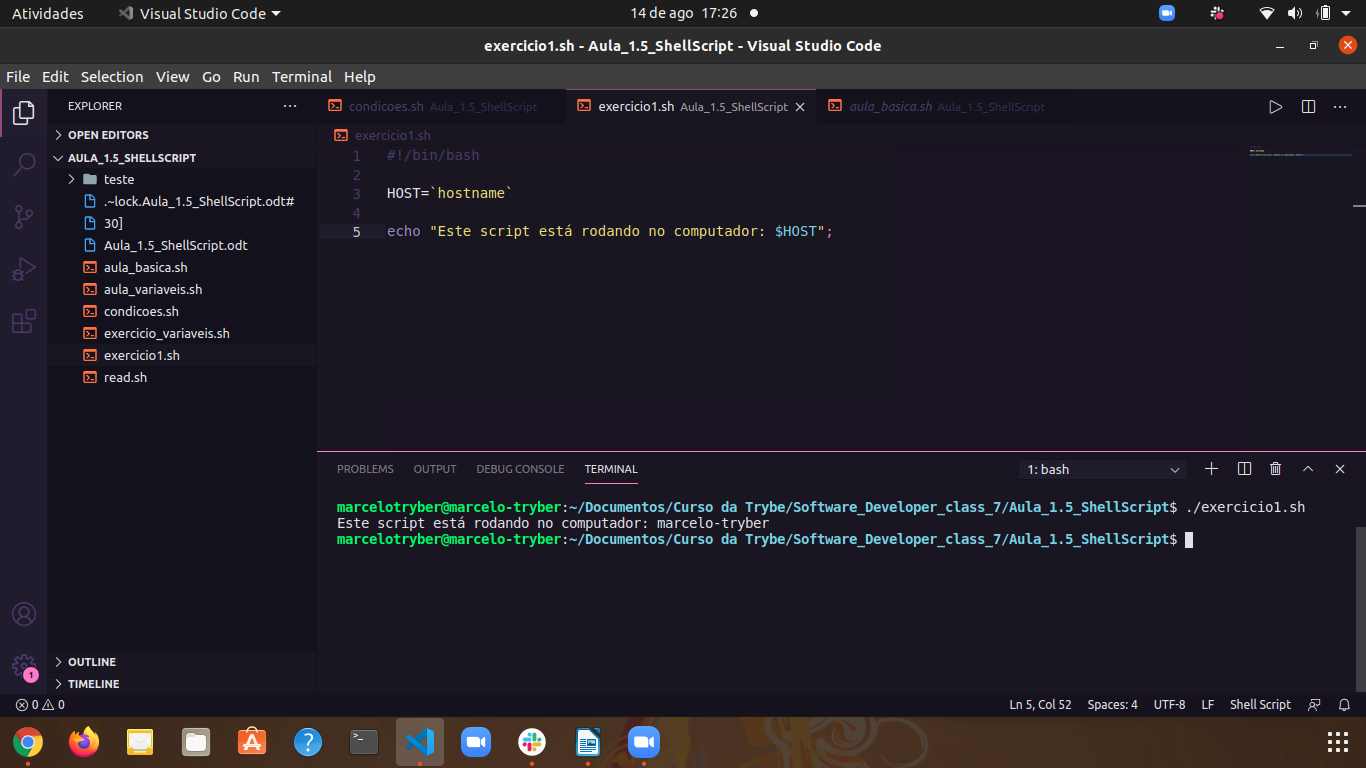 Atividades
Visual Studio Code
14 de ago 17:26
exercicio1.sh - Aula_1.5_ShellScript - Visual Studio Code
File Edit Selection View Go Run Terminal Help
EXPLORER
OPEN EDITORS
AULA_1.5_SHELLSCRIPT
teste
.~lock.Aula_1.5_ShellScript.odt#
30]
Aula_1.5_ShellScript.odt
aula_basica.sh
aula_variaveis.sh
condicoes.sh
exercicio_variaveis.sh
exercicio1.sh
read.sh
OUTLINE
TIMELINE
1
condicoes.sh Aula_1.5_ShellScript
exercicio1.sh Aula_1.5_ShellScript
aula_basica.sh Aula_1.5_ShellScript
exercicio1.sh
1 #!/bin/bash
2
3 HOST=`hostname`
4
5 echo "Este script está rodando no computador: $HOST";
PROBLEMS OUTPUT DEBUG CONSOLE TERMINAL
1: bash
marcelotryber@marcelo-tryber:~/Documentos/Curso da Trybe/Software_Developer_class_7/Aula_1.5_ShellScript$ ./exercicio1.sh
Este script está rodando no computador: marcelo-tryber
marcelotryber@marcelo-tryber:~/Documentos/Curso da Trybe/Software_Developer_class_7/Aula_1.5_ShellScript$
0 0
Ln 5, Col 52 Spaces: 4 UTF-8 LF Shell Script